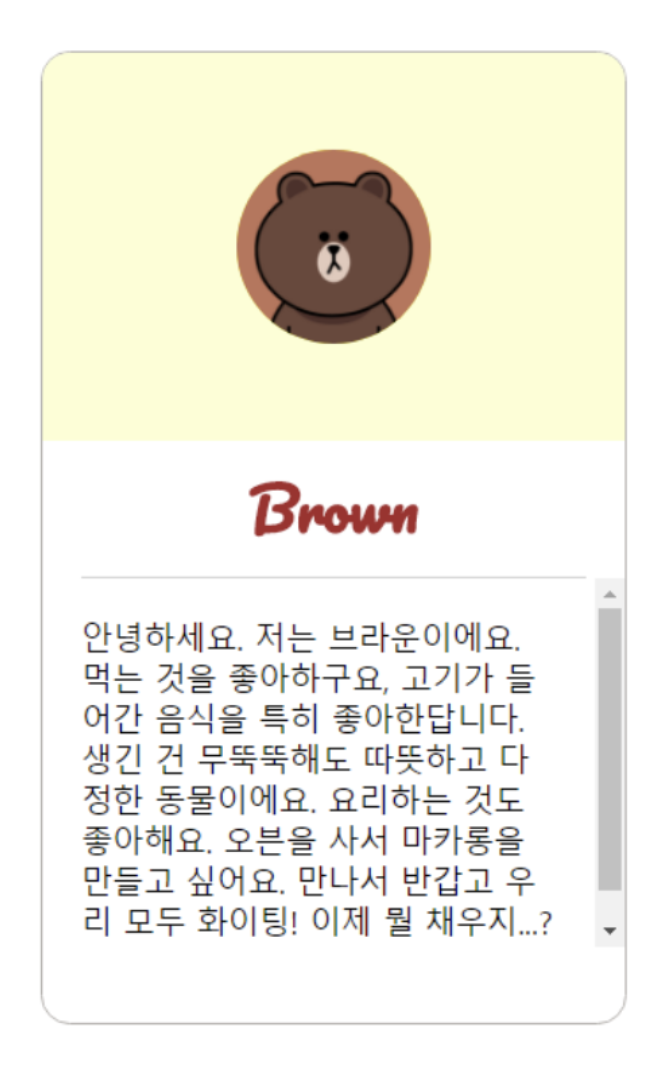 Brown
안녕하세요. 저는 브라운이에요.
먹는 것을 좋아하구요, 고기가 들
어간 음식을 특히 좋아한답니다.
생긴 건 무뚝뚝해도 따뜻하고 다
정한 동물이에요. 요리하는 것도
좋아해요. 오븐을 사서 마카롱을
만들고 싶어요. 만나서 반갑고 우
리 모두 화이팅! 이제 뭘 채우지...?